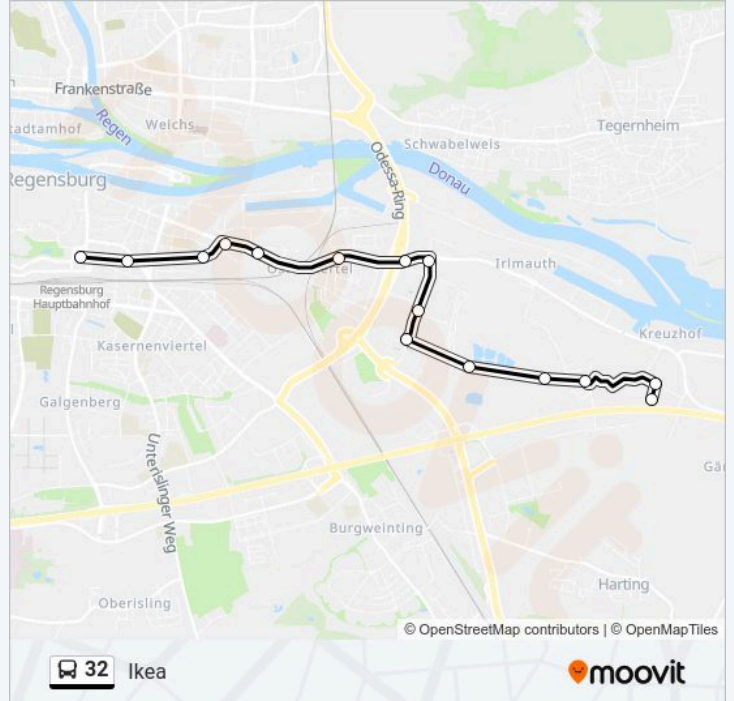 Frankenstraße
Regen
Weichs
Tegernheim
Schwabelweis
Odessa-Ring
Donau
Regensburg
Irlmauth
Regensburg
Hauptbahnhof
Kreuzhof
Kasernenviertel
Galgenberg
Unterislinger Weg
Burgweinting
Harting
Oberisling
© OpenStreetMap contributors | © OpenMapTiles
32 Ikea
moovit